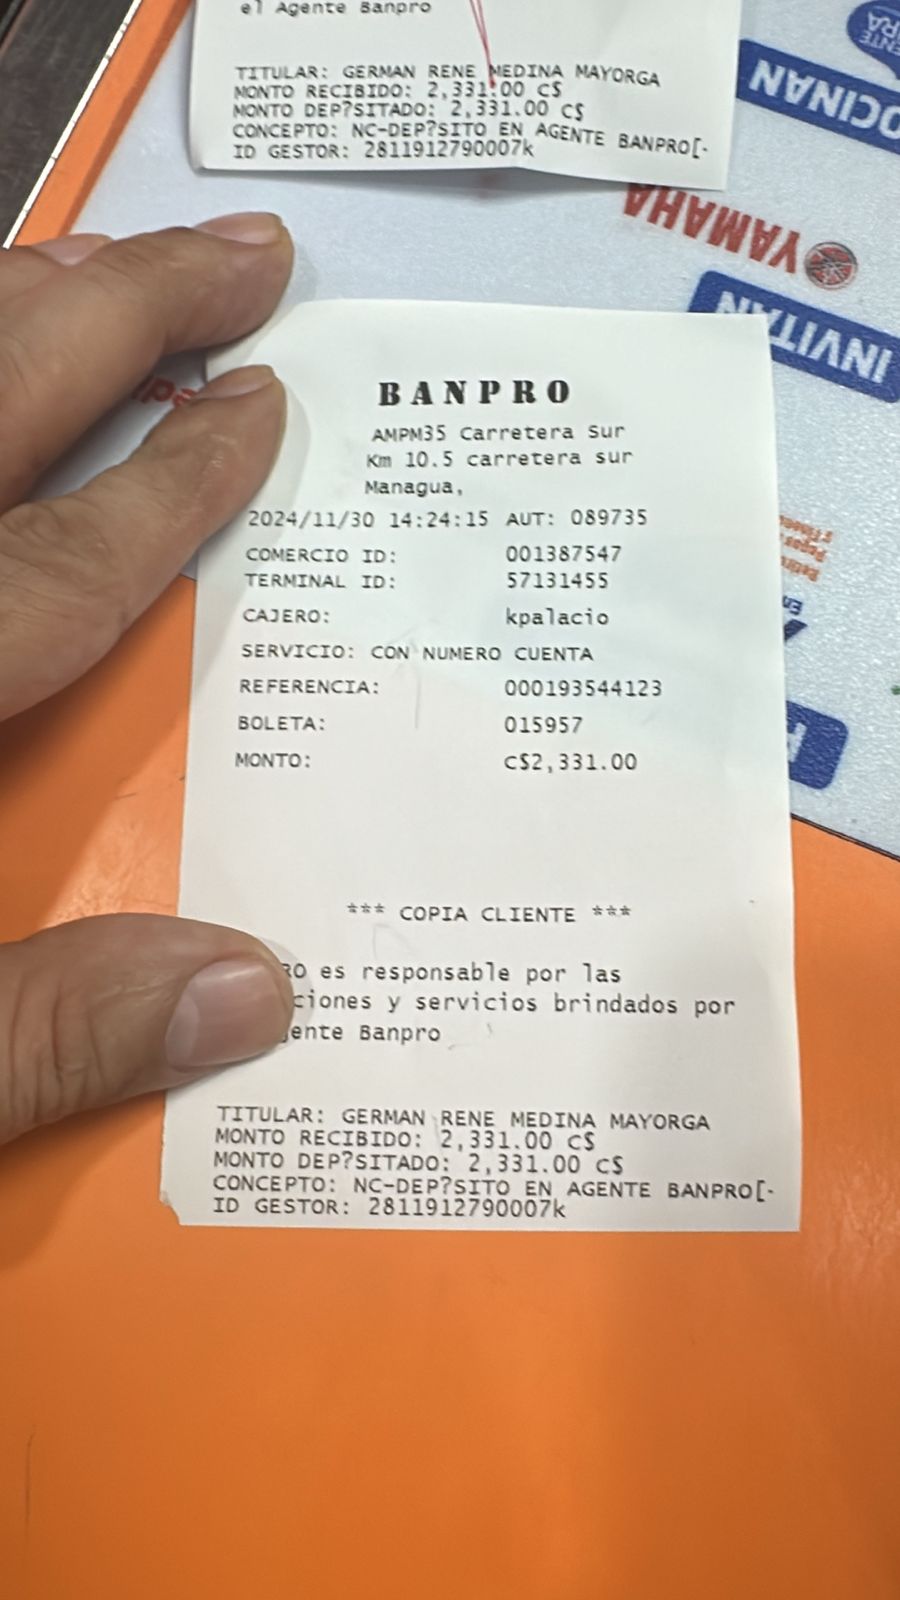 el Agente Banpro
TITULAR: GERMAN RENE MEDINA MAYORGA
MONTO RECIBIDO: 2,331.00 C$
MONTO DEP?SITADO: 2,331.00 C$
CONCEPTO: NC-DEP?SITO EN AGENTE BANPRO[-
ID GESTOR: 2811912790007k
OCINAN
YAMAHA
INVITAN
BANPRO
AMPM35 Carretera Sur
Km 10.5 carretera sur
Managua,
2024/11/30 14:24:15 AUT: 089735
COMERCIO ID: 001387547
TERMINAL ID: 57131455
CAJERO: kpalacio
SERVICIO: CON NUMERO CUENTA
REFERENCIA: 000193544123
BOLETA: 015957
MONTO: C$2,331.00
*** COPIA CLIENTE ***
RO es responsable por las
ciones y servicios brindados por
gente Banpro
TITULAR: GERMAN RENE MEDINA MAYORGA
MONTO RECIBIDO: 2,331.00 C$
MONTO DEP?SITADO: 2,331.00 C$
CONCEPTO: NC-DEP?SITO EN AGENTE BANPRO[-
ID GESTOR: 2811912790007k